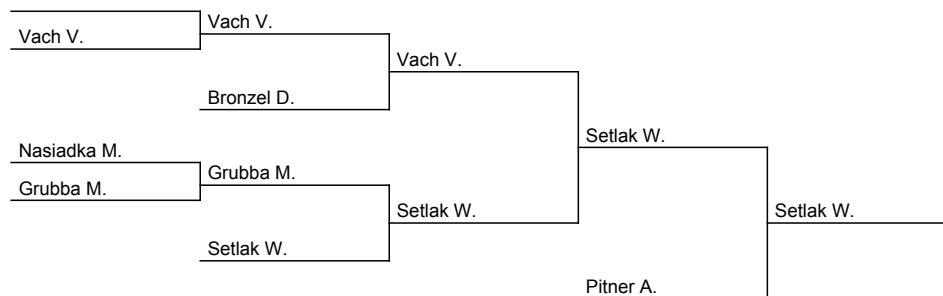 Vach V.
Vach V.
Vach V.
Bronzel D.
Setlak W.
Nasiadka M.
Grubba M.
Grubba M.
Setlak W.
Setlak W.
Setlak W.
Pitner A.